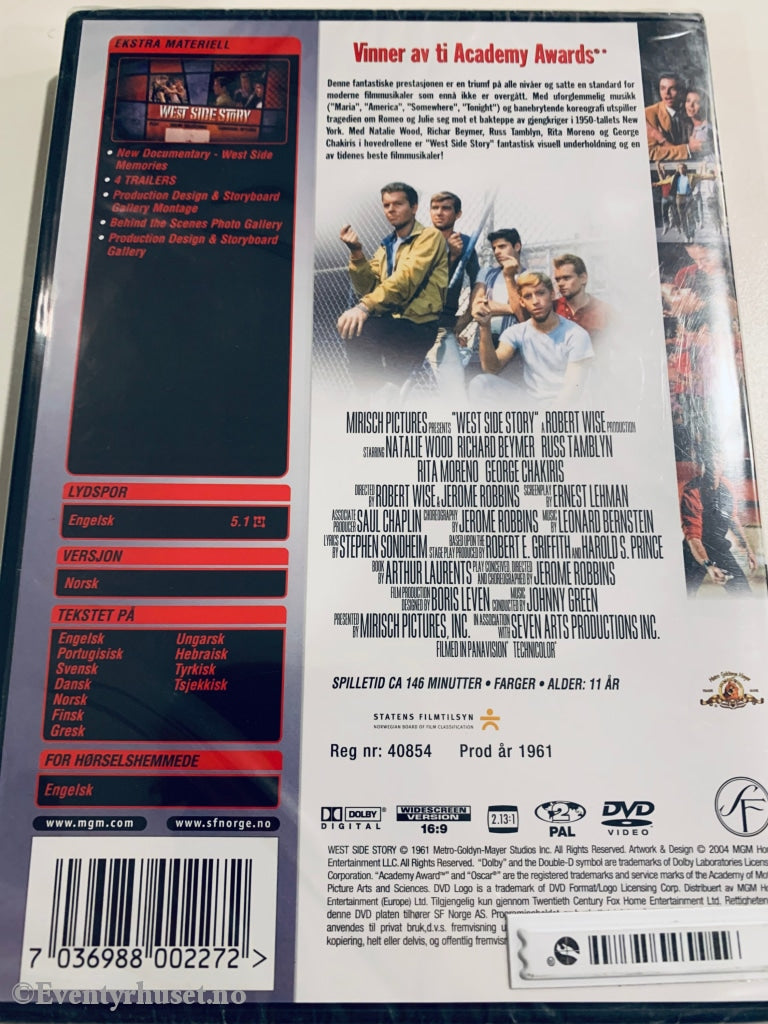 EKSTRA MATERIELL
WEST SIDE STORY
• New Documentary - West Side
Memories
• 4 TRAILERS
• Production Design & Storyboard
Gallery Montage
• Behind the Scenes Photo Gallery
• Production Design & Storyboard
Gallery
LYDSPOR
Engelsk 5.1
VERSJON
Norsk
TEKSTET PÅ
Engelsk Ungarsk
Portugisisk Hebraisk
Svensk Tyrkisk
Dansk Tsjekkisk
Norsk
Finsk
Gresk
FOR HØRSELSHEMMEDE
Engelsk
www.mgm.com www.sfnorge.no
7 036988 002272 >
©Eventyrhuset.no
Vinner av ti Academy Awards**
Denne fantastiske prestasjonen er en triumf på alle nivåer og satte en standard for
moderne filmmusikaler som ennå ikke er overgått. Med uforglemmelig musikk
("Maria", "America", "Somewhere", "Tonight") og banebrytende koreografi utspiller
tragedien om Romeo og Julie seg mot et bakteppe av gjengkriger i 1950-tallets New
York. Med Natalie Wood, Richar Beymer, Russ Tamblyn, Rita Moreno og George
Chakiris i hovedrollene er "West Side Story" fantastisk visuell underholdning og en
av tidenes beste filmmusikaler!
MIRISCH PICTURES PRESENTS "WEST SIDE STORY" A ROBERT WISE PRODUCTION
STARRING NATALIE WOOD RICHARD BEYMER RUSS TAMBLYN
RITA MORENO GEORGE CHAKIRIS
DIRECTED BY ROBERT WISE & JEROME ROBBINS SCREENPLAY BY ERNEST LEHMAN
ASSOCIATE PRODUCER SAUL CHAPLIN CHOREOGRAPHY BY JEROME ROBBINS MUSIC BY LEONARD BERNSTEIN
LYRICS BY STEPHEN SONDHEIM BASED UPON THE STAGE PLAY PRODUCED BY ROBERT E. GRIFFITH AND HAROLD S. PRINCE
BOOK BY ARTHUR LAURENTS PLAY CONCEIVED, DIRECTED AND CHOREOGRAPHED BY JEROME ROBBINS
FILM PRODUCTION DESIGNED BY BORIS LEVEN MUSIC CONDUCTED BY JOHNNY GREEN
PRESENTED BY MIRISCH PICTURES, INC. IN ASSOCIATION WITH SEVEN ARTS PRODUCTIONS INC.
FILMED IN PANAVISION® TECHNICOLOR®
SPILLETID CA 146 MINUTTER • FARGER • ALDER: 11 ÅR
STATENS FILMTILSYN
NORWEGIAN BOARD OF FILM CLASSIFICATION
Reg nr: 40854 Prod år 1961
Metro Goldwyn Mayer
SF
DOLBY
DIGITAL
WIDESCREEN
VERSION
16:9
2.13:1
2
PAL
DVD
VIDEO
WEST SIDE STORY © 1961 Metro-Goldyn-Mayer Studios Inc. All Rights Reserved. Artwork & Design © 2004 MGM Hom
Entertainment LLC. All Rights Reserved. "Dolby" and the Double-D symbol are trademarks of Dolby Laboratories Licens
Corporation. "Academy Award™" and "Oscar®" are the registered trademarks and service marks of the Academy of Mot
Picture Arts and Sciences. DVD Logo is a trademark of DVD Format/Logo Licensing Corp. Distribuert av MGM H
Entertainment (Europe) Ltd. Tilgjengelig kun gjennom Twentieth Century Fox Home Entertainment Ltd. Rettigheten
denne DVD platen tilhører SF Norge AS.
anvendes til privat bruk,d.v.s. fremvisning
kopiering, helt eller delvis, og offentlig